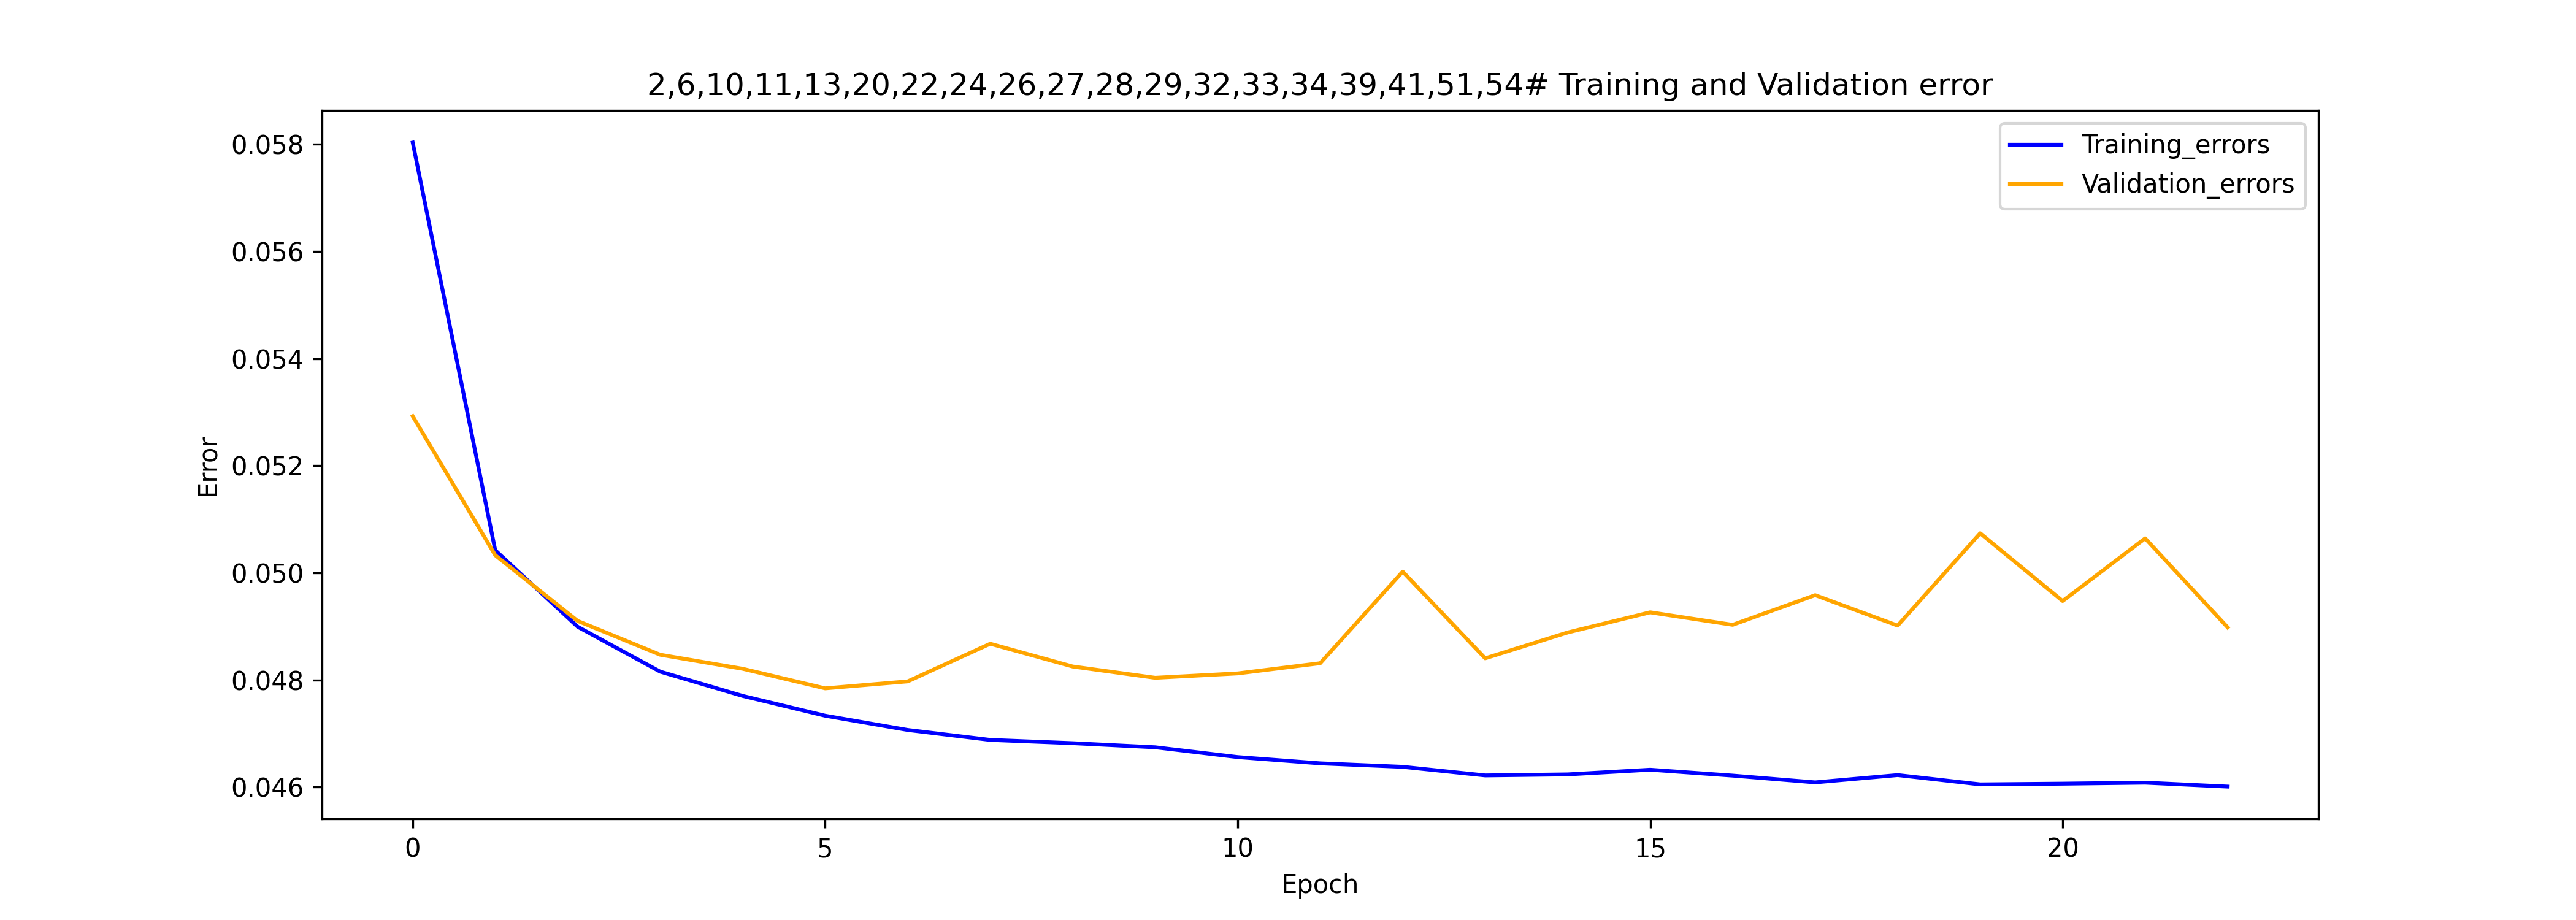 2,6,10,11,13,20,22,24,26,27,28,29,32,33,34,39,41,51,54# Training and Validation error
Training_errors
Validation_errors
0.058
0.056
0.054
0.052
0.050
0.048
0.046
Error
0 5 10 15 20
Epoch